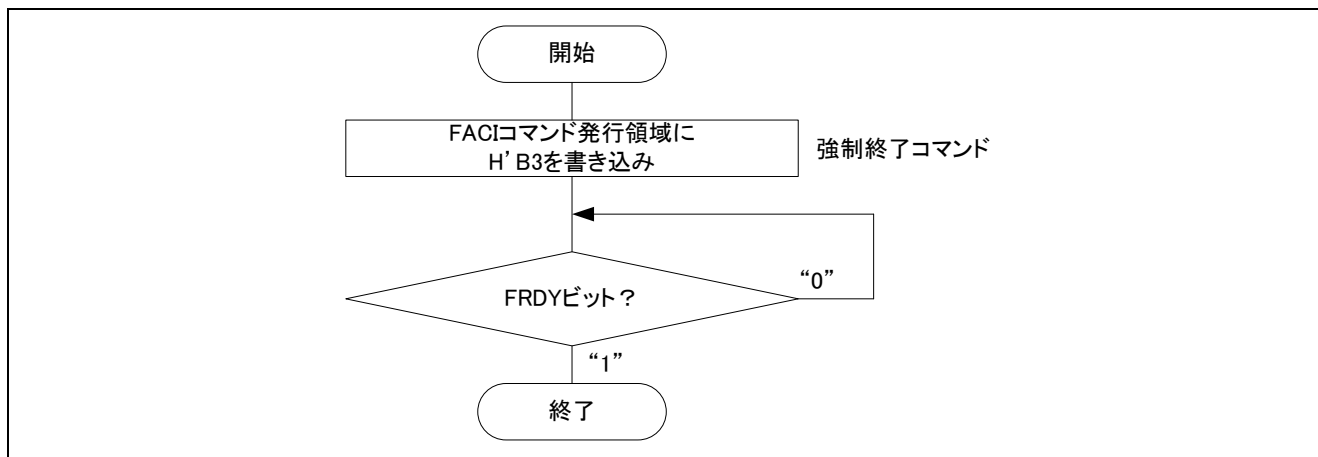 開始
FACIコマンド発行領域に
H'B3を書き込み
強制終了コマンド
FRDYビット？
“0”
“1”
終了